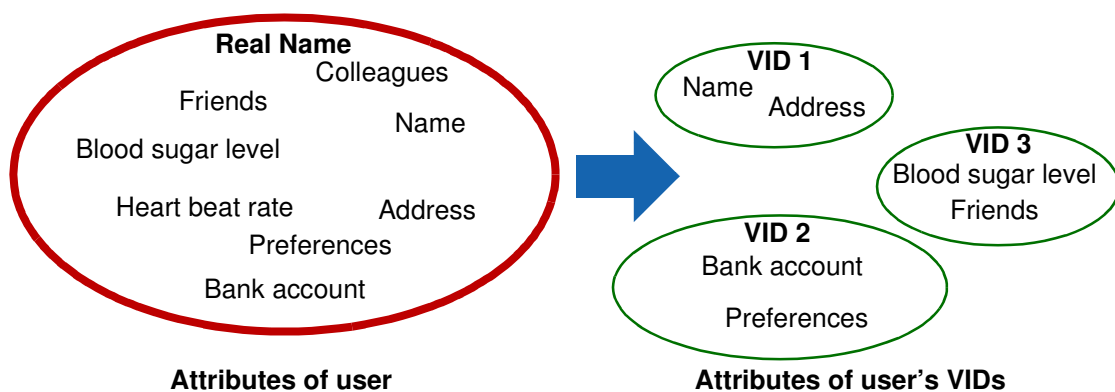 Real Name
Colleagues
Friends
Name
Blood sugar level
Heart beat rate
Address
Preferences
Bank account
Attributes of user
VID 1
Name
Address
VID 3
Blood sugar level
Friends
VID 2
Bank account
Preferences
Attributes of user's VIDs